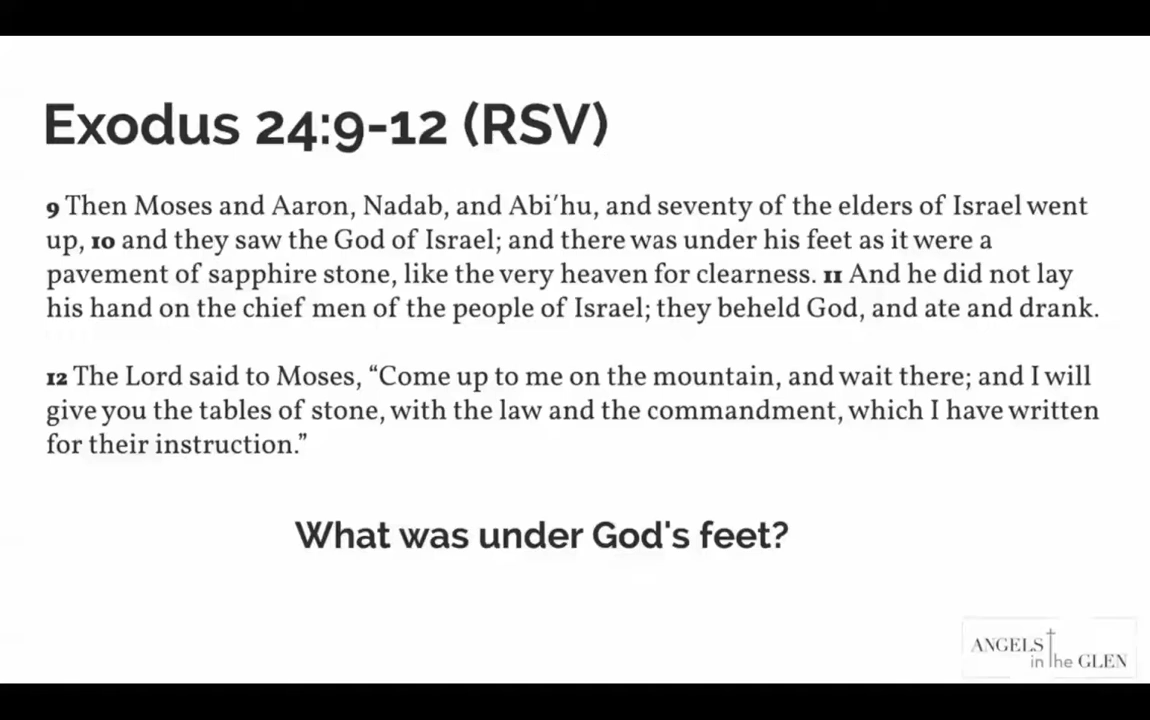 Exodus 24:9-12 (RSV)
9 Then Moses and Aaron, Nadab, and Abi′hu, and seventy of the elders of Israel went
up, 10 and they saw the God of Israel; and there was under his feet as it were a
pavement of sapphire stone, like the very heaven for clearness. 11 And he did not lay
his hand on the chief men of the people of Israel; they beheld God, and ate and drank.
12 The Lord said to Moses, “Come up to me on the mountain, and wait there; and I will
give you the tables of stone, with the law and the commandment, which I have written
for their instruction.”
What was under God's feet?
ANGELS
in the GLEN